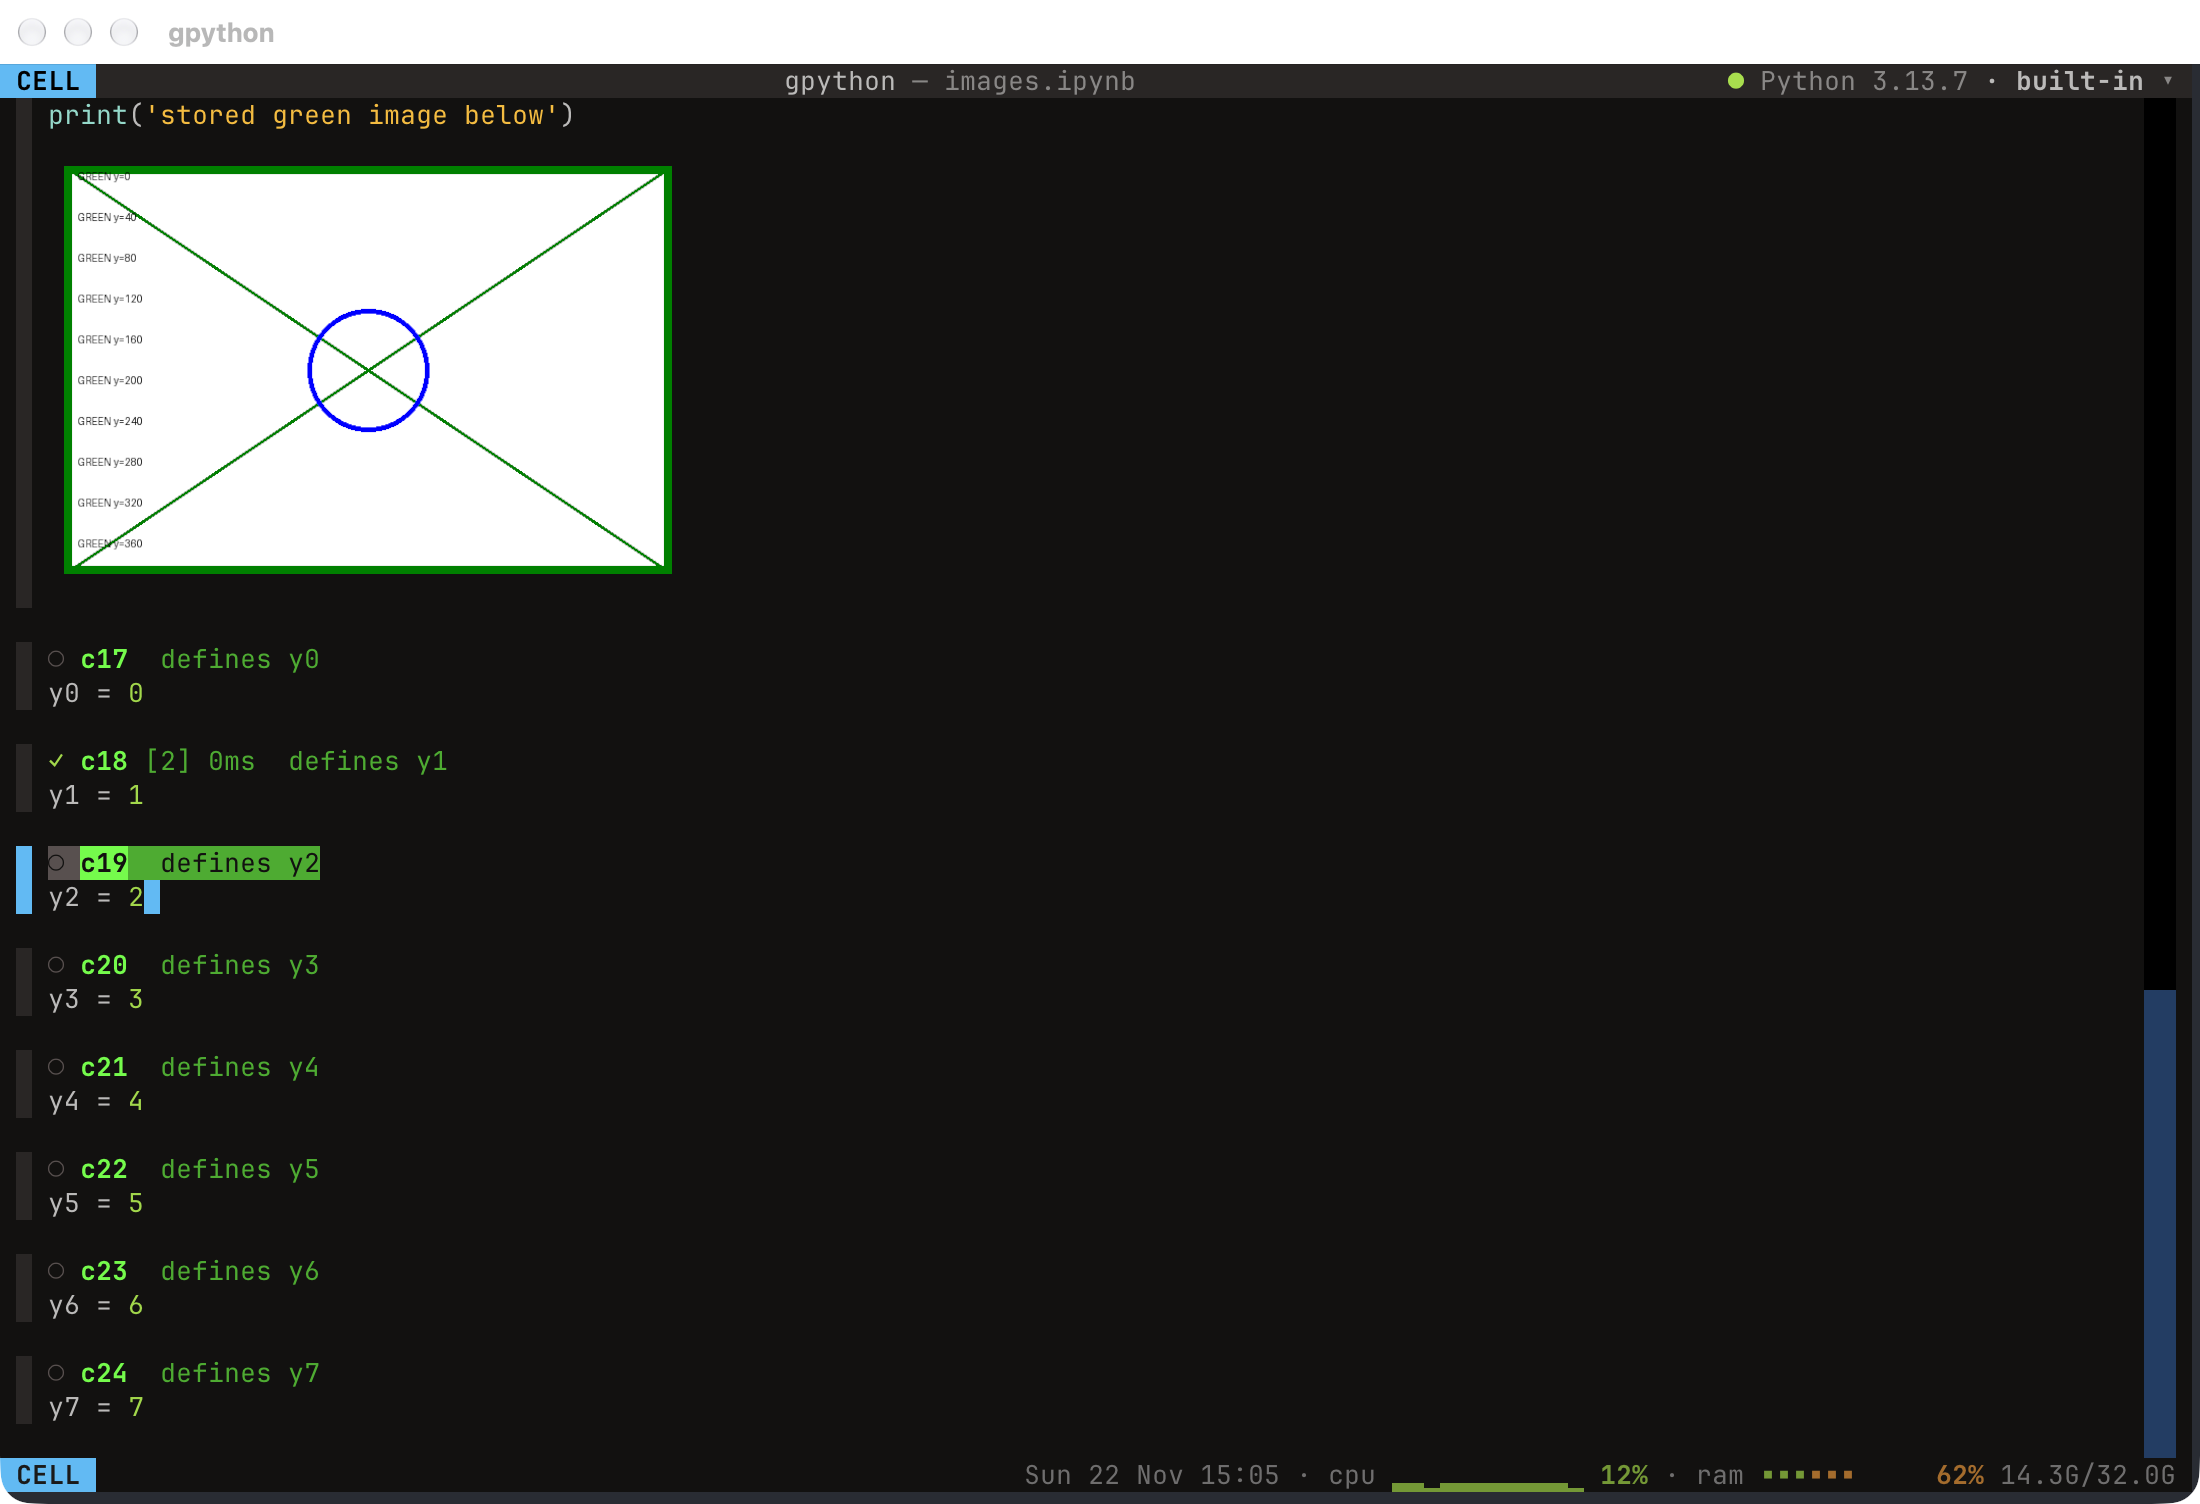 gpython
CELL gpython — images.ipynb Python 3.13.7 · built-in ▾
print('stored green image below')
GREEN y=0
GREEN y=40
GREEN y=80
GREEN y=120
GREEN y=160
GREEN y=200
GREEN y=240
GREEN y=280
GREEN y=320
GREEN y=360
c17 defines y0
y0 = 0
✓ c18 [2] 0ms defines y1
y1 = 1
c19 defines y2
y2 = 2
c20 defines y3
y3 = 3
c21 defines y4
y4 = 4
c22 defines y5
y5 = 5
c23 defines y6
y6 = 6
c24 defines y7
y7 = 7
CELL Sun 22 Nov 15:05 · cpu 12% · ram 62% 14.3G/32.0G